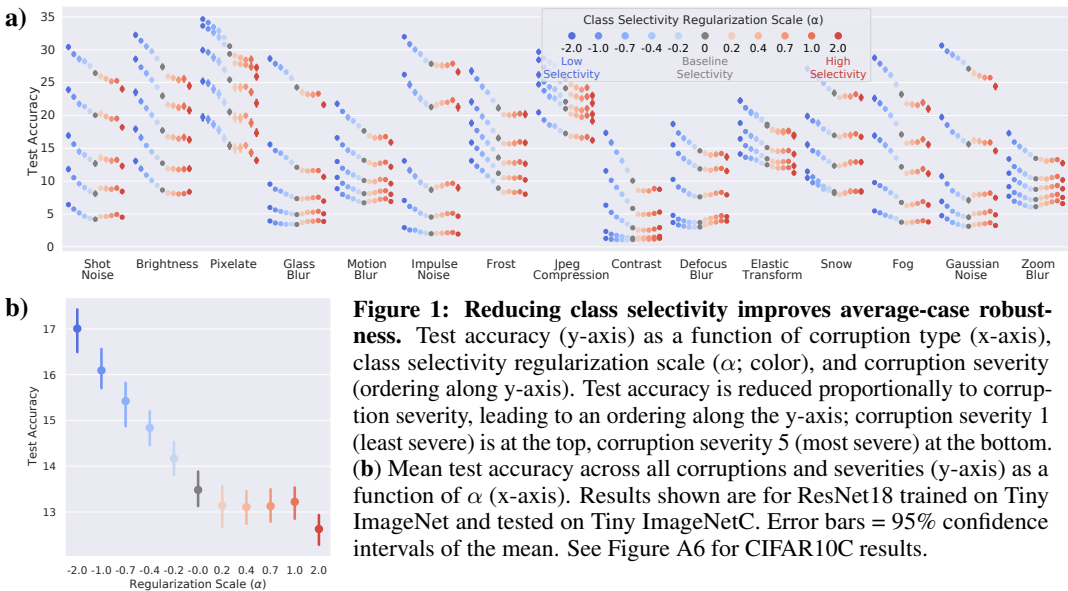 a)
Class Selectivity Regularization Scale (α)
-2.0 -1.0 -0.7 -0.4 -0.2 0 0.2 0.4 0.7 1.0 2.0
Low Selectivity
Baseline Selectivity
High Selectivity
Test Accuracy
35
30
25
20
15
10
5
0
Shot Noise
Brightness
Pixelate
Glass Blur
Motion Blur
Impulse Noise
Frost
Jpeg Compression
Contrast
Defocus Blur
Elastic Transform
Snow
Fog
Gaussian Noise
Zoom Blur
b)
Test Accuracy
17
16
15
14
13
-2.0 -1.0 -0.7 -0.4 -0.2 -0.0 0.2 0.4 0.7 1.0 2.0
Regularization Scale (α)
Figure 1: Reducing class selectivity improves average-case robust-
ness. Test accuracy (y-axis) as a function of corruption type (x-axis),
class selectivity regularization scale (α; color), and corruption severity
(ordering along y-axis). Test accuracy is reduced proportionally to corrup-
tion severity, leading to an ordering along the y-axis; corruption severity 1
(least severe) is at the top, corruption severity 5 (most severe) at the bottom.
(b) Mean test accuracy across all corruptions and severities (y-axis) as a
function of α (x-axis). Results shown are for ResNet18 trained on Tiny
ImageNet and tested on Tiny ImageNetC. Error bars = 95% confidence
intervals of the mean. See Figure A6 for CIFAR10C results.